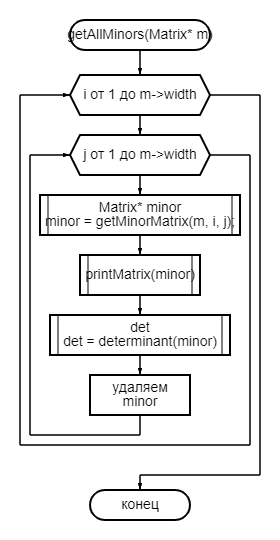 getAllMinors(Matrix* m)
i от 1 до m->width
j от 1 до m->width
Matrix* minor
minor = getMinorMatrix(m, i, j);
printMatrix(minor)
det
det = determinant(minor)
удаляем
minor
конец